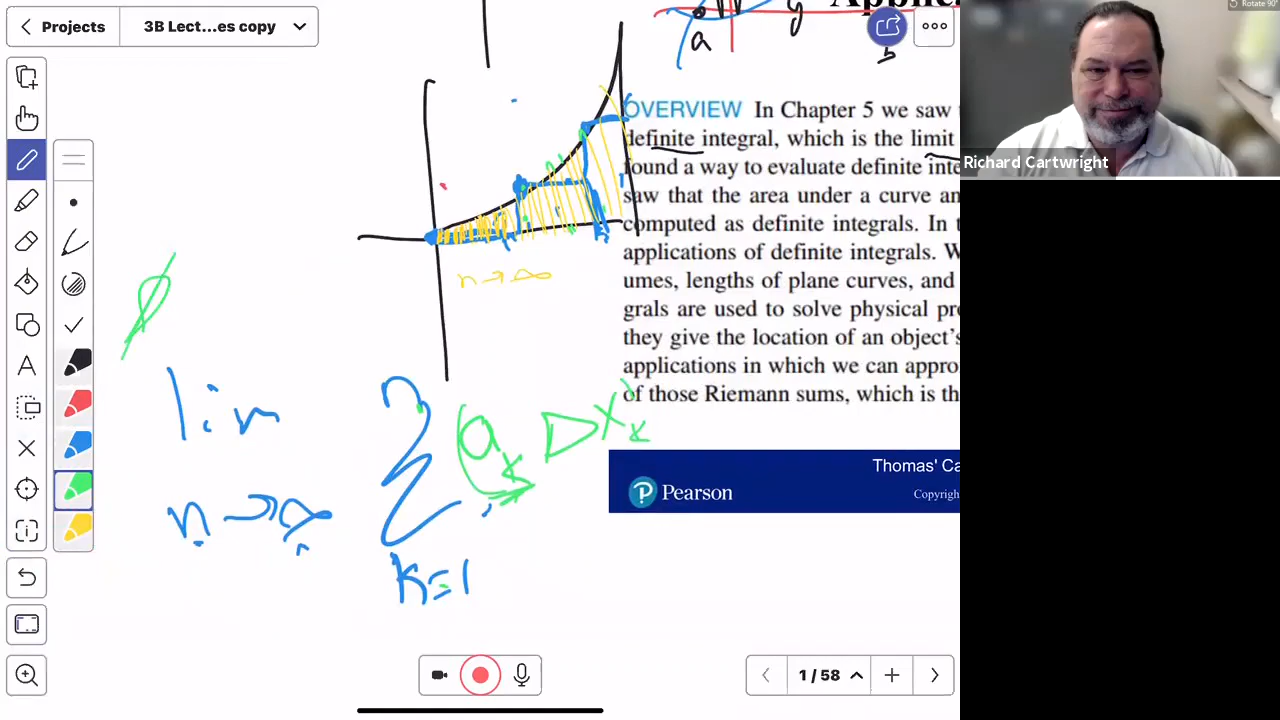 Projects
3B Lect...es copy
Rotate 90°
a
b
OVERVIEW In Chapter 5 we saw
definite integral, which is the limit
found a way to evaluate definite inte
saw that the area under a curve an
computed as definite integrals. In t
applications of definite integrals. W
umes, lengths of plane curves, and
grals are used to solve physical pr
they give the location of an object's
applications in which we can appro
of those Riemann sums, which is th
Richard Cartwright
n→∞
lim
n→∞
k=1
a_k Δx_k
A
Thomas' Ca
Pearson
Copyrigh
1 / 58